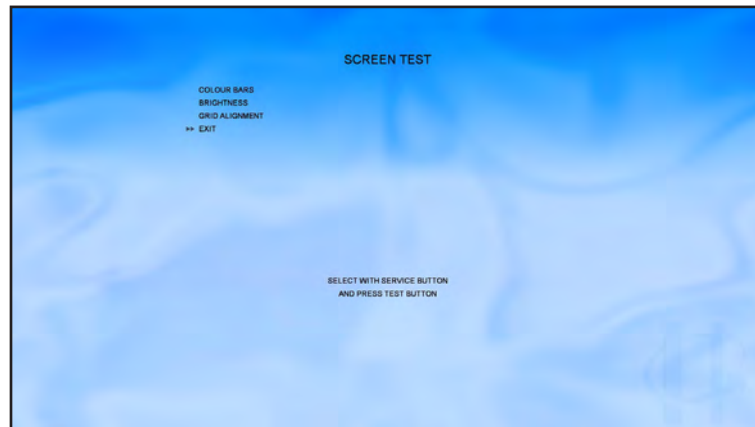 SCREEN TEST
COLOUR BARS
BRIGHTNESS
GRID ALIGNMENT
>> EXIT
SELECT WITH SERVICE BUTTON
AND PRESS TEST BUTTON